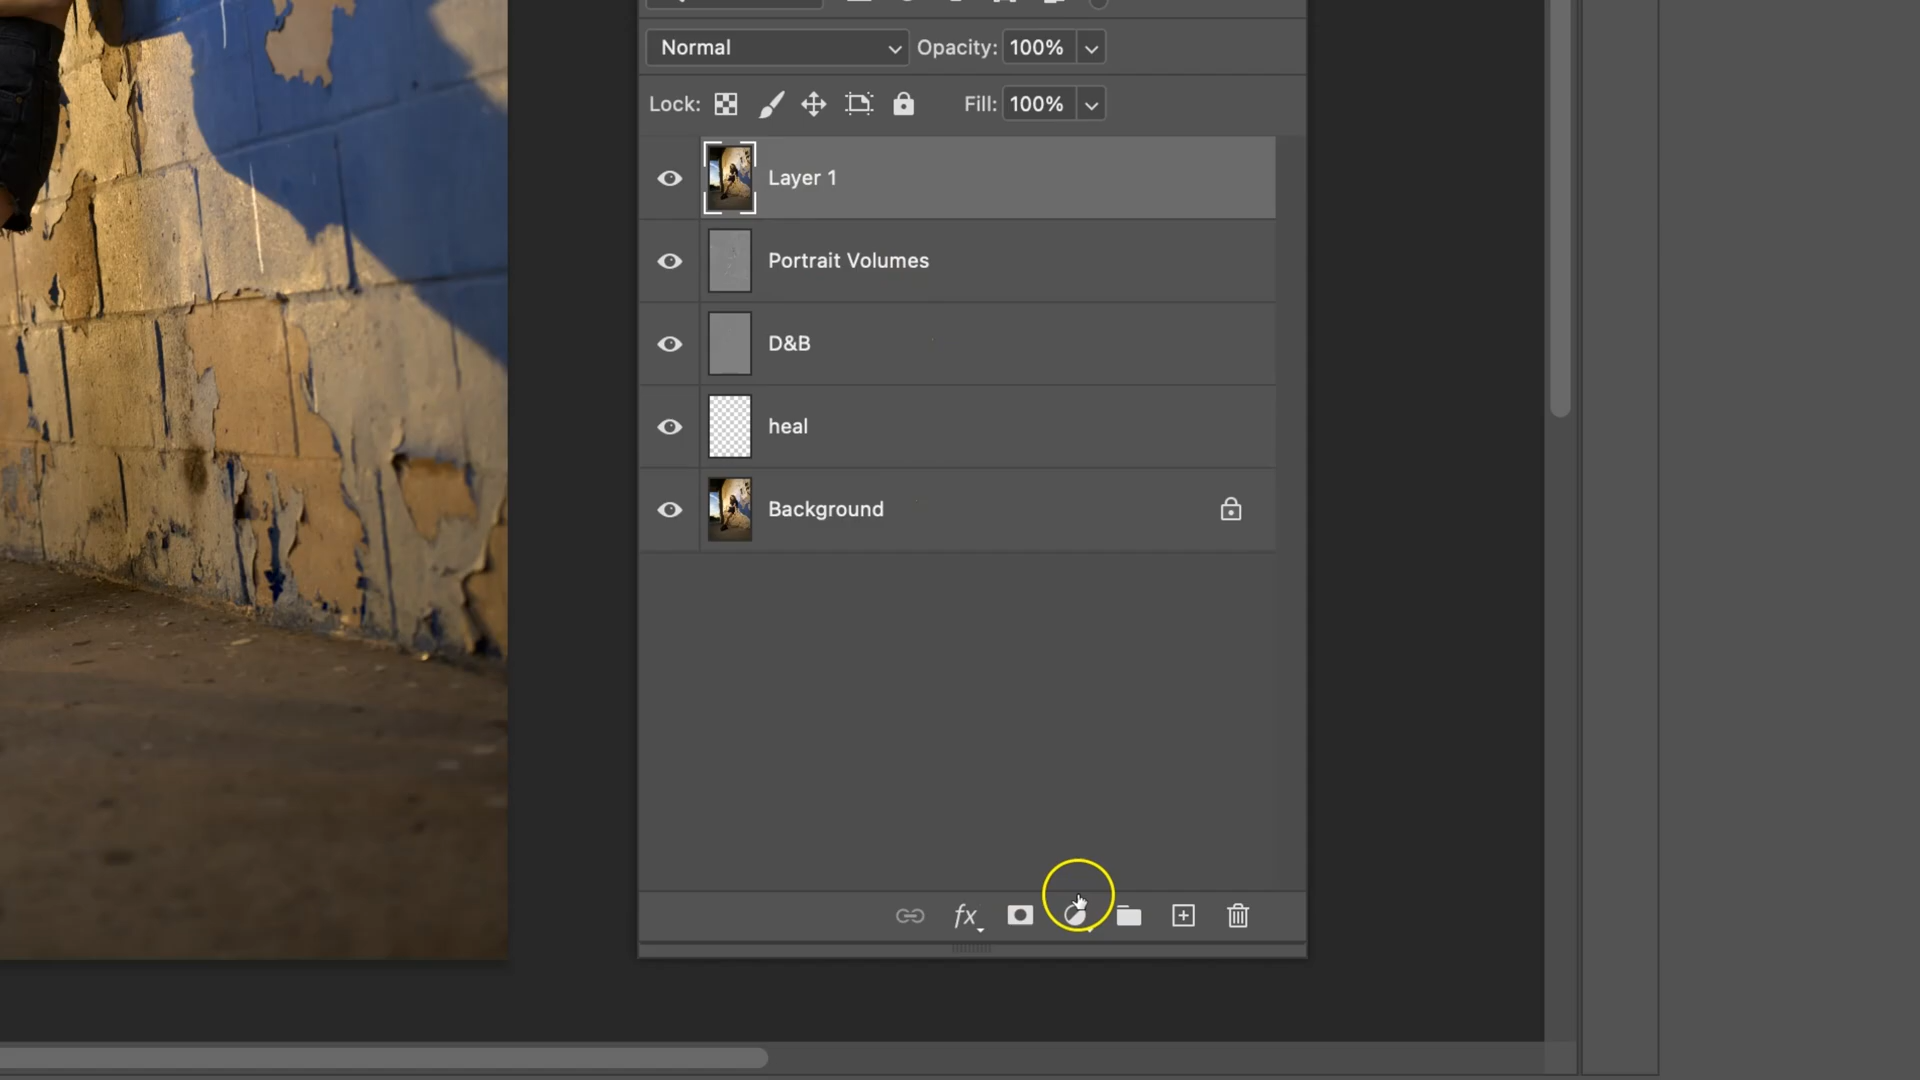 Normal Opacity: 100%
Lock: Fill: 100%
Layer 1
Portrait Volumes
D&B
heal
Background
fx